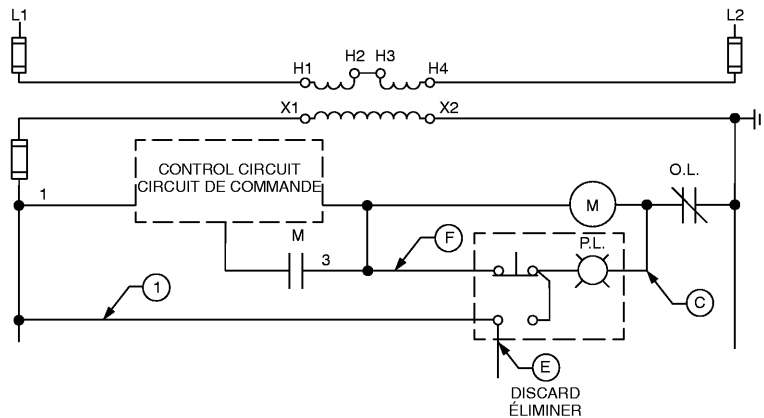 L1
L2
H1
H2
H3
H4
X1
X2
CONTROL CIRCUIT
CIRCUIT DE COMMANDE
O.L.
1
M
M
3
F
P.L.
1
C
E
DISCARD
ÉLIMINER